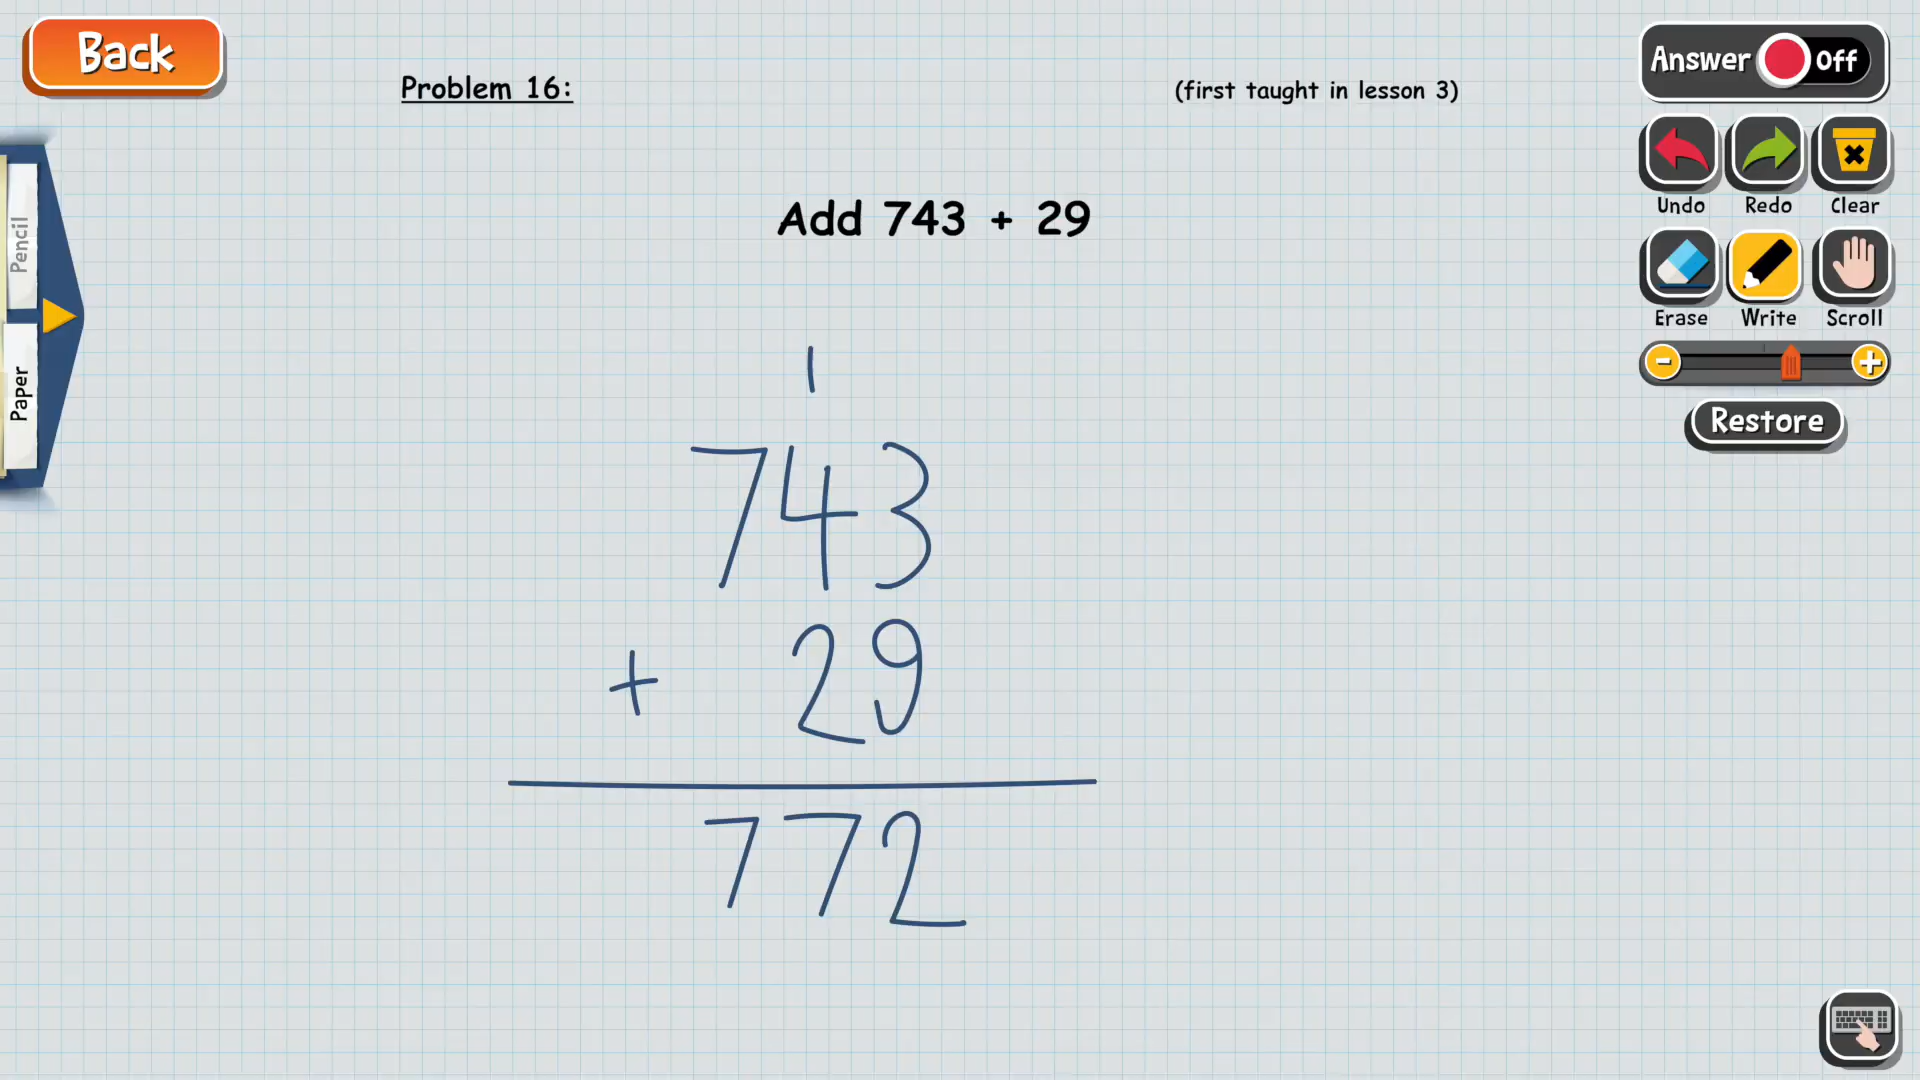 Back
Problem 16:
(first taught in lesson 3)
Answer Off
Undo Redo Clear
Erase Write Scroll
Restore
Pencil
Paper
Add 743 + 29
1
743
+ 29
772